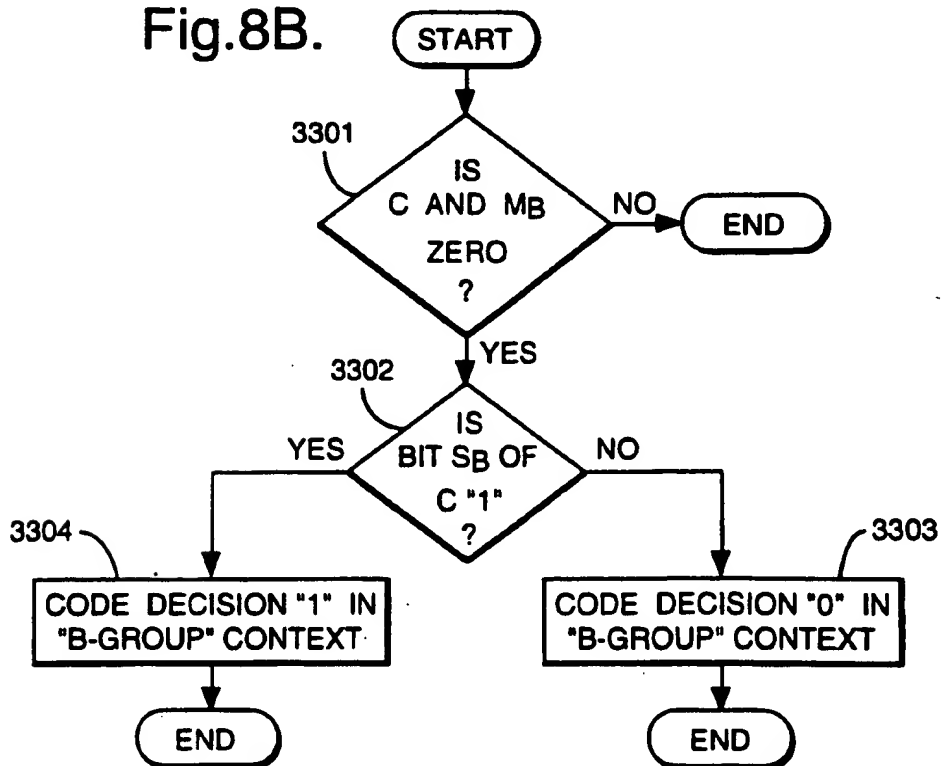 Fig.8B.
START
3301
IS
C AND MB
ZERO
?
NO
END
YES
3302
IS
BIT SB OF
C "1"
?
YES
NO
3304
3303
CODE DECISION "1" IN
"B-GROUP" CONTEXT
CODE DECISION "0" IN
"B-GROUP" CONTEXT
END
END